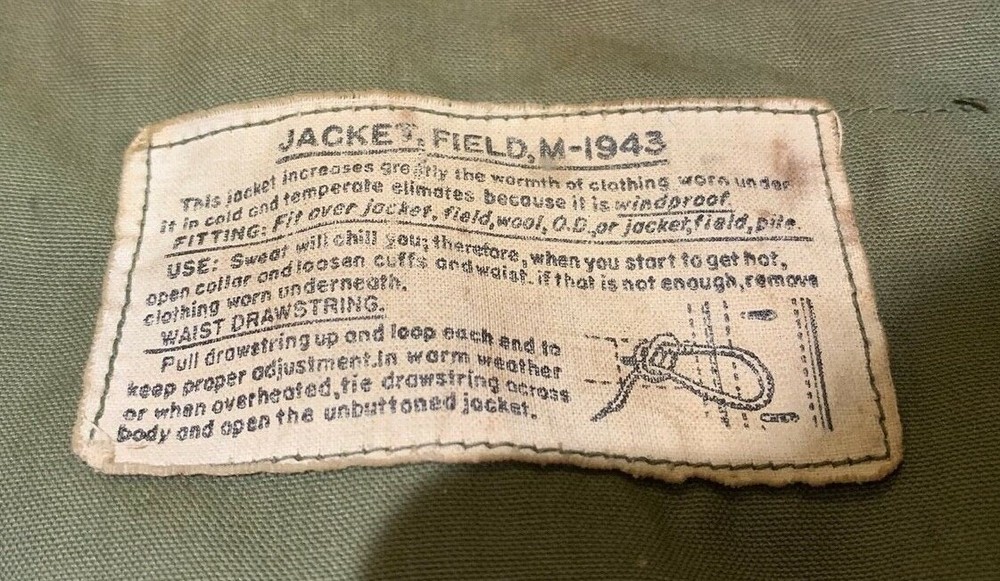 JACKET, FIELD, M-1943
This jacket increases greatly the warmth of clothing worn under
it in cold and temperate climates because it is windproof.
FITTING: Fit over jacket, field, wool, O.D. or jacket, field, pile.
USE: Sweat will chill you; therefore, when you start to get hot,
open collar and loosen cuffs and waist. if that is not enough, remove
clothing worn underneath.
WAIST DRAWSTRING.
Pull drawstring up and loop each end to
keep proper adjustment. In warm weather
or when overheated, tie drawstring across
body and open the unbuttoned jacket.